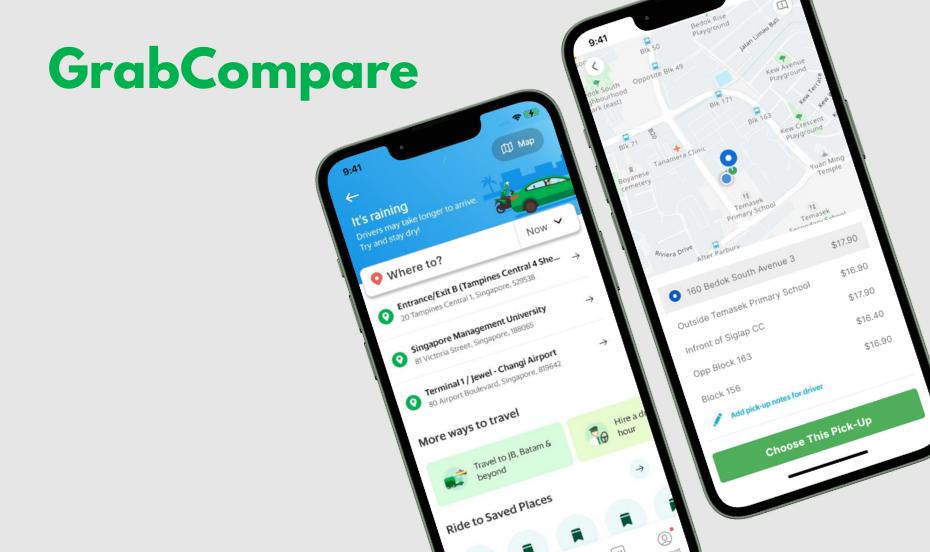 GrabCompare
9:41
Map
It's raining
Drivers may take longer to arrive.
Try and stay dry!
Where to?
Now
Entrance/Exit B (Tampines Central 4 She...
20 Tampines Central 1, Singapore, 529538
Singapore Management University
81 Victoria Street, Singapore, 188065
Terminal 1 / Jewel - Changi Airport
80 Airport Boulevard, Singapore, 819642
More ways to travel
Travel to JB, Batam &
beyond
Hire a d
hour
Ride to Saved Places
9:41
Bedok Rise
Playground
Jalan Limau Bali
Blk 50
Opposite Blk 49
Kew Avenue
Playground
dok South
ghbourhood
ark (east)
Kew Terrace
Blk 171
Blk 163
Kew Crescent
Playground
Blk 71
B20
Tanamera Clinic
Boyanese
cemetery
Yuan Ming
Temple
Temasek
Primary School
Temasek
Secondary School
Riviera Drive
After Parbury
160 Bedok South Avenue 3 $17.90
Outside Temasek Primary School $16.90
Infront of Siglap CC $17.90
Opp Block 163 $16.40
Block 156 $16.90
Add pick-up notes for driver
Choose This Pick-Up